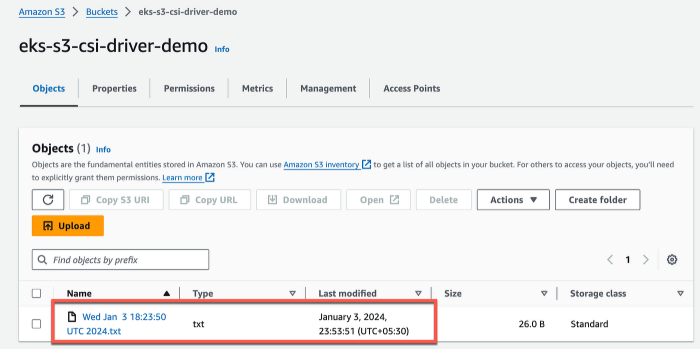 Amazon S3 > Buckets > eks-s3-csi-driver-demo
eks-s3-csi-driver-demo Info
Objects Properties Permissions Metrics Management Access Points
Objects (1) Info
Objects are the fundamental entities stored in Amazon S3. You can use Amazon S3 inventory to get a list of all objects in your bucket. For others to access your objects, you'll need
to explicitly grant them permissions. Learn more
Copy S3 URI Copy URL Download Open Delete Actions Create folder
Upload
Find objects by prefix
< 1 >
Name Type Last modified Size Storage class
Wed Jan 3 18:23:50 txt January 3, 2024, 26.0 B Standard
UTC 2024.txt 23:53:51 (UTC+05:30)